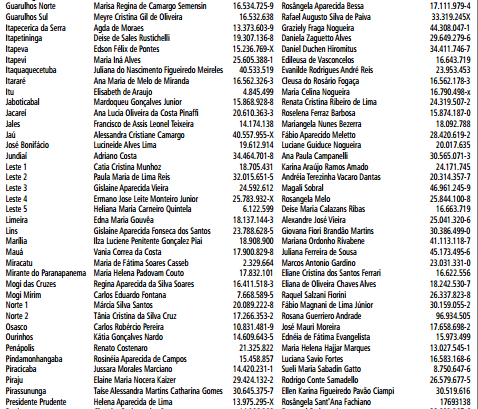 Guarulhos Norte Marisa Regina de Camargo Semensin 16.534.725-9 Rosângela Aparecida Bessa 17.111.979-4
Guarulhos Sul Meyre Cristina Gil de Oliveira 16.532.638 Rafael Augusto Silva de Paiva 33.319.245X
Itapecerica da Serra Agda de Moraes 13.373.603-9 Graziely Fraga Nogueira 44.308.047-1
Itapetininga Deise de Sales Rustichelli 19.307.136-8 Daniela Zaguetto Alves 29.649.279-6
Itapeva Edson Félix de Pontes 15.236.769-X Daniel Duchen Hiromitus 34.411.746-7
Itapevi Maria Iná Alves 25.605.388-1 Edileusa de Vasconcelos 16.643.719
Itaquaquecetuba Juliana do Nascimento Figueiredo Meireles 40.533.519 Evanilde Rodrigues André Reis 23.953.453
Itararé Ana Maria de Melo de Miranda 16.562.326-3 Cleusa do Rosário Fogaça 16.562.178-3
Itu Elisabeth de Araujo 4.845.499 Maria Celina Nogueira 16.790.498-x
Jaboticabal Mardoqueu Gonçalves Junior 15.868.928-8 Renata Cristina Ribeiro de Lima 24.319.507-2
Jacareí Ana Lucia Oliveira da Costa Pinaffi 20.610.363-3 Roselena Ferraz Barbosa 15.874.187-0
Jales Francisco de Assis Leonel Teixeira 14.174.138 Mariangela Nunes Bezerra 18.092.788
Jaú Alessandra Cristiane Camargo 40.557.955-X Fábio Aparecido Meletto 28.420.619-2
José Bonifácio Lucineide Alves Lima 19.612.914 Luciane Guiduce Nogueira 20.017.635
Jundiaí Adriano Costa 34.464.701-8 Ana Paula Campanelli 30.565.071-3
Leste 1 Catia Cristina Munhoz 18.705.431 Karina Araújo Ramos Amado 24.171.745
Leste 2 Paula Maria de Lima Reis 32.015.651-5 Andréia Terezinha Vacaro Dantas 20.314.357-7
Leste 3 Gislaine Aparecida Vieira 24.592.612 Magali Sobral 46.961.245-9
Leste 4 Ermano Jose Leite Monteiro Junior 25.783.932-X Rosangela Melo 25.844.100-8
Leste 5 Heliana Maria Carneiro Quintela 6.122.599 Deise Maria Calazans Ribas 16.663.719
Limeira Edna Maria Gouvêa 18.137.144-3 Alexandre José Vieira 25.041.320-6
Lins Gislaine Aparecida Fonseca dos Santos 23.788.628-5 Giovana Fiori Brandão Martins 30.386.499-0
Marília Ilza Luciene Penitente Gonçalez Piai 18.908.900 Mariana Ordonho Rivabene 41.113.118-7
Mauá Vania Correa da Costa 17.900.829-8 Juliana Ferreira de Sousa 45.173.495-6
Miracatu Maria de Fátima Soares Casseb 2.329.664 Marcos Antonio Gardino 23.031.331-0
Mirante do Paranapanema Maria Helena Padovam Couto 17.832.101 Eliane Cristina dos Santos Ferrari 16.622.556
Mogi das Cruzes Regina Aparecida da Silva Soares 16.411.518-3 Eliana de Oliveira Chaves Alves 18.242.530-7
Mogi Mirim Carlos Eduardo Fontana 7.668.589-5 Raquel Salzani Fiorini 26.337.823-8
Norte 1 Márcia Silva Santos 20.089.222-8 Fábio Magnani de Lima Júnior 30.159.055-2
Norte 2 Tânia Cristina da Silva Cruz 17.266.353-2 Rosana Guerriero Andrade 96.934.505
Osasco Carlos Robércio Pereira 10.831.481-9 José Mauri Moreira 17.658.698-2
Ourinhos Kátia Gonçalves Nardo 14.609.643-5 Ednéia de Fátima Evangelista 15.973.499
Penápolis Renato Costenaro 21.325.822 Maria Helena Hajjar Marques 13.027.545-1
Pindamonhangaba Rosinéia Aparecida de Campos 15.458.857 Luciana Savio Fortes 16.583.168-6
Piracicaba Jussara Morales Marciano 14.420.231-1 Sueli Maria Sabadin Gatto 8.750.647-6
Piraju Elaine Maria Nocera Kaizer 29.424.132-2 Rodrigo Conte Samadello 26.579.677-5
Pirassununga Taise Alessandra Martins Catharina Gomes 30.645.375-7 Ellen Karina Figueiredo Pavão Ciampi 30.519.616
Presidente Prudente Helena Aparecida de Lima 13.975.295-X Rosângela Sant'Ana Fachiano 17693138